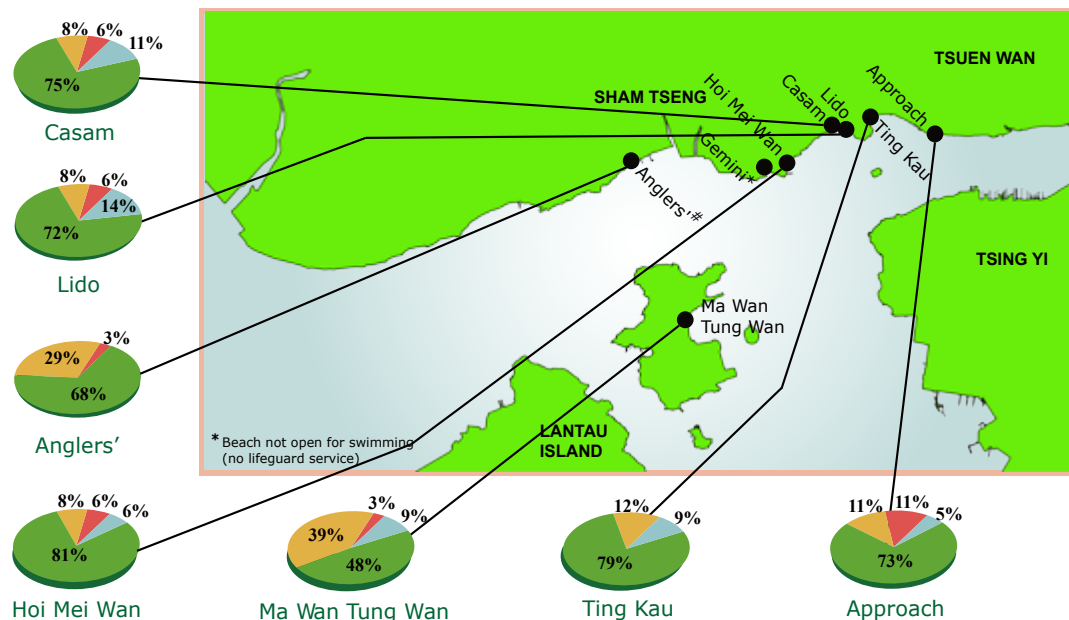 8%
6%
11%
75%
Casam
8%
6%
14%
72%
Lido
29%
3%
68%
Anglers’
8%
6%
6%
81%
Hoi Mei Wan
39%
3%
9%
48%
Ma Wan Tung Wan
12%
9%
79%
Ting Kau
11%
11%
5%
73%
Approach
TSUEN WAN
SHAM TSENG
Hoi Mei Wan
Gemini*
Casam
Lido
Ting Kau
Approach
Anglers’#
TSING YI
Ma Wan
Tung Wan
LANTAU
ISLAND
* Beach not open for swimming
(no lifeguard service)